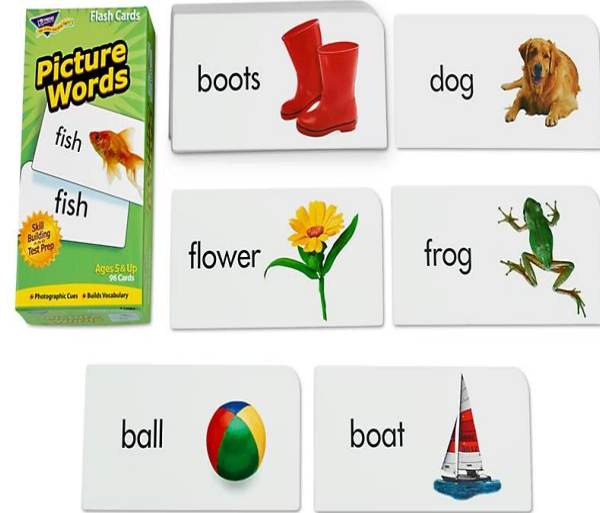 Flash Cards
Picture
Words
fish
fish
Skill
Building
AND
Test Prep
Ages 5 & Up
96 Cards
Photographic Cues
Builds Vocabulary
boots
dog
flower
frog
ball
boat